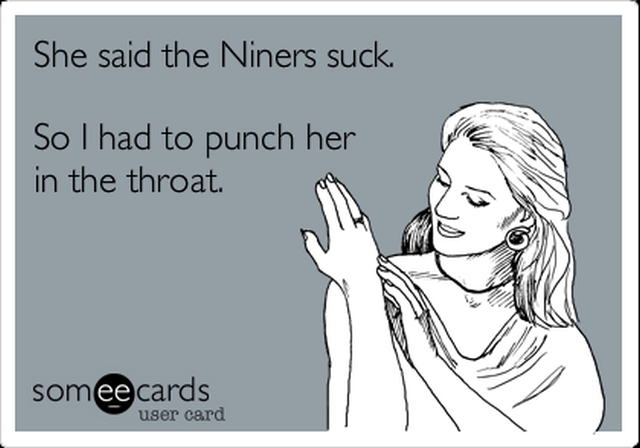 She said the Niners suck.
So I had to punch her
in the throat.
someecards
user card